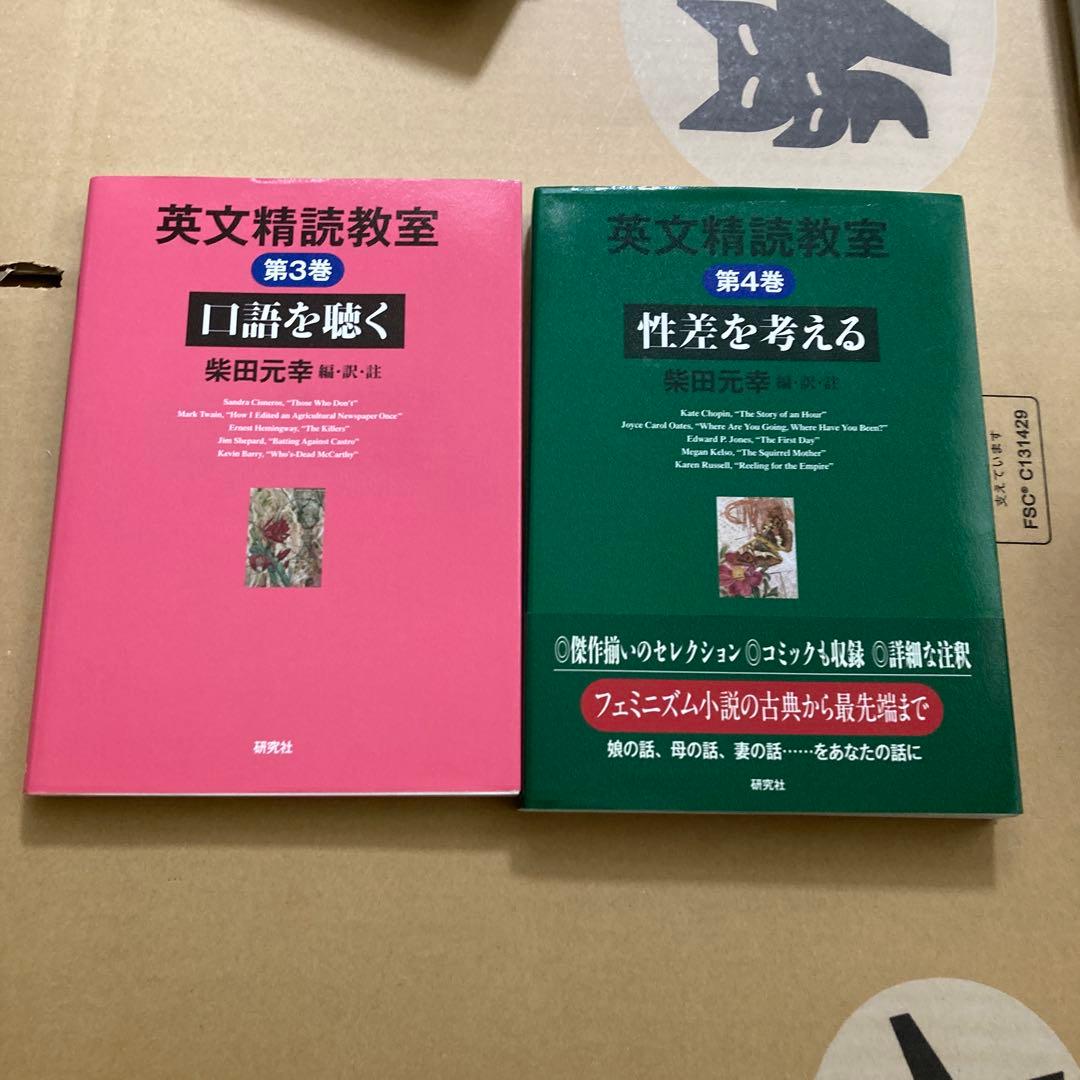 英文精読教室
第3巻
口語を聴く
柴田元幸 編・訳・註
Sandra Cisneros, “Those Who Don't”
Mark Twain, “How I Edited an Agricultural Newspaper Once”
Ernest Hemingway, “The Killers”
Jim Shepard, “Batting Against Castro”
Kevin Barry, “Who's-Dead McCarthy”
研究社
英文精読教室
第4巻
性差を考える
柴田元幸 編・訳・註
Kate Chopin, “The Story of an Hour”
Joyce Carol Oates, “Where Are You Going, Where Have You Been?”
Edward P. Jones, “The First Day”
Megan Kelso, “The Squirrel Mother”
Karen Russell, “Reeling for the Empire”
◎傑作揃いのセレクション ◎コミックも収録 ◎詳細な注釈
フェミニズム小説の古典から最先端まで
娘の話、母の話、妻の話……をあなたの話に
研究社
支えています
FSC® C131429